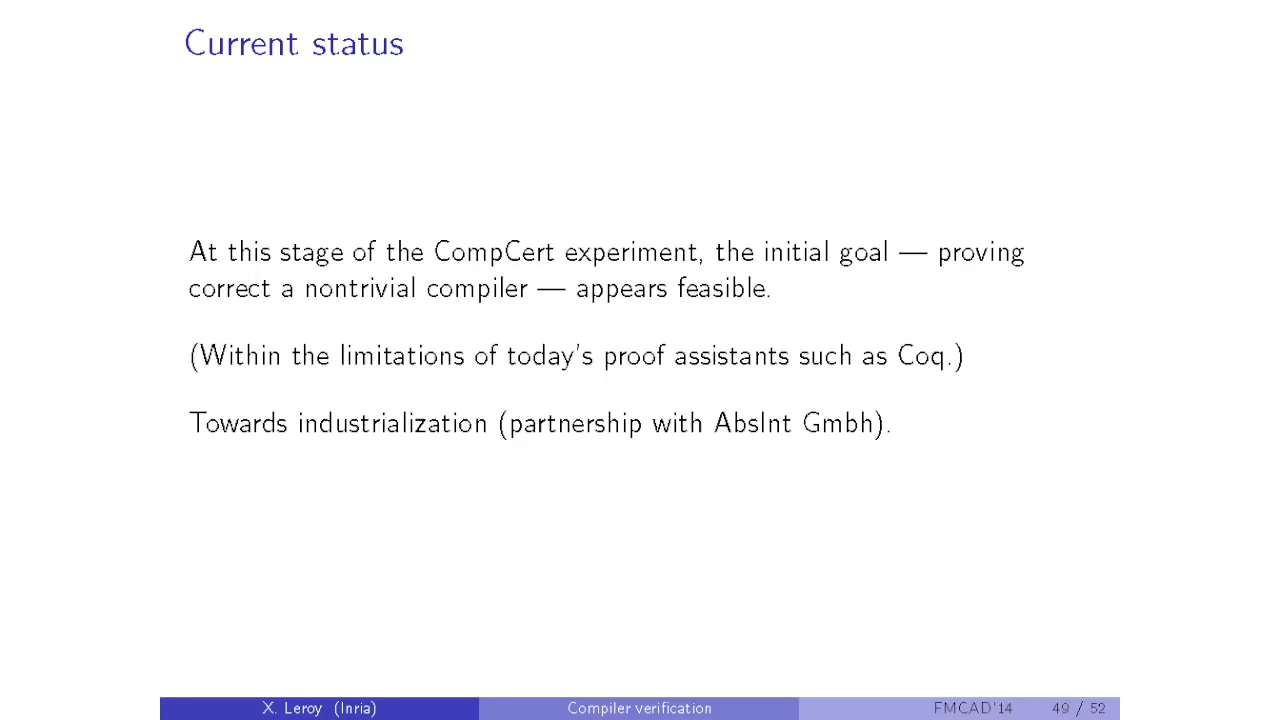 Current status
At this stage of the CompCert experiment, the initial goal — proving
correct a nontrivial compiler — appears feasible.
(Within the limitations of today's proof assistants such as Coq.)
Towards industrialization (partnership with AbsInt Gmbh).
X. Leroy (Inria) Compiler verification FMCAD'14 49 / 52